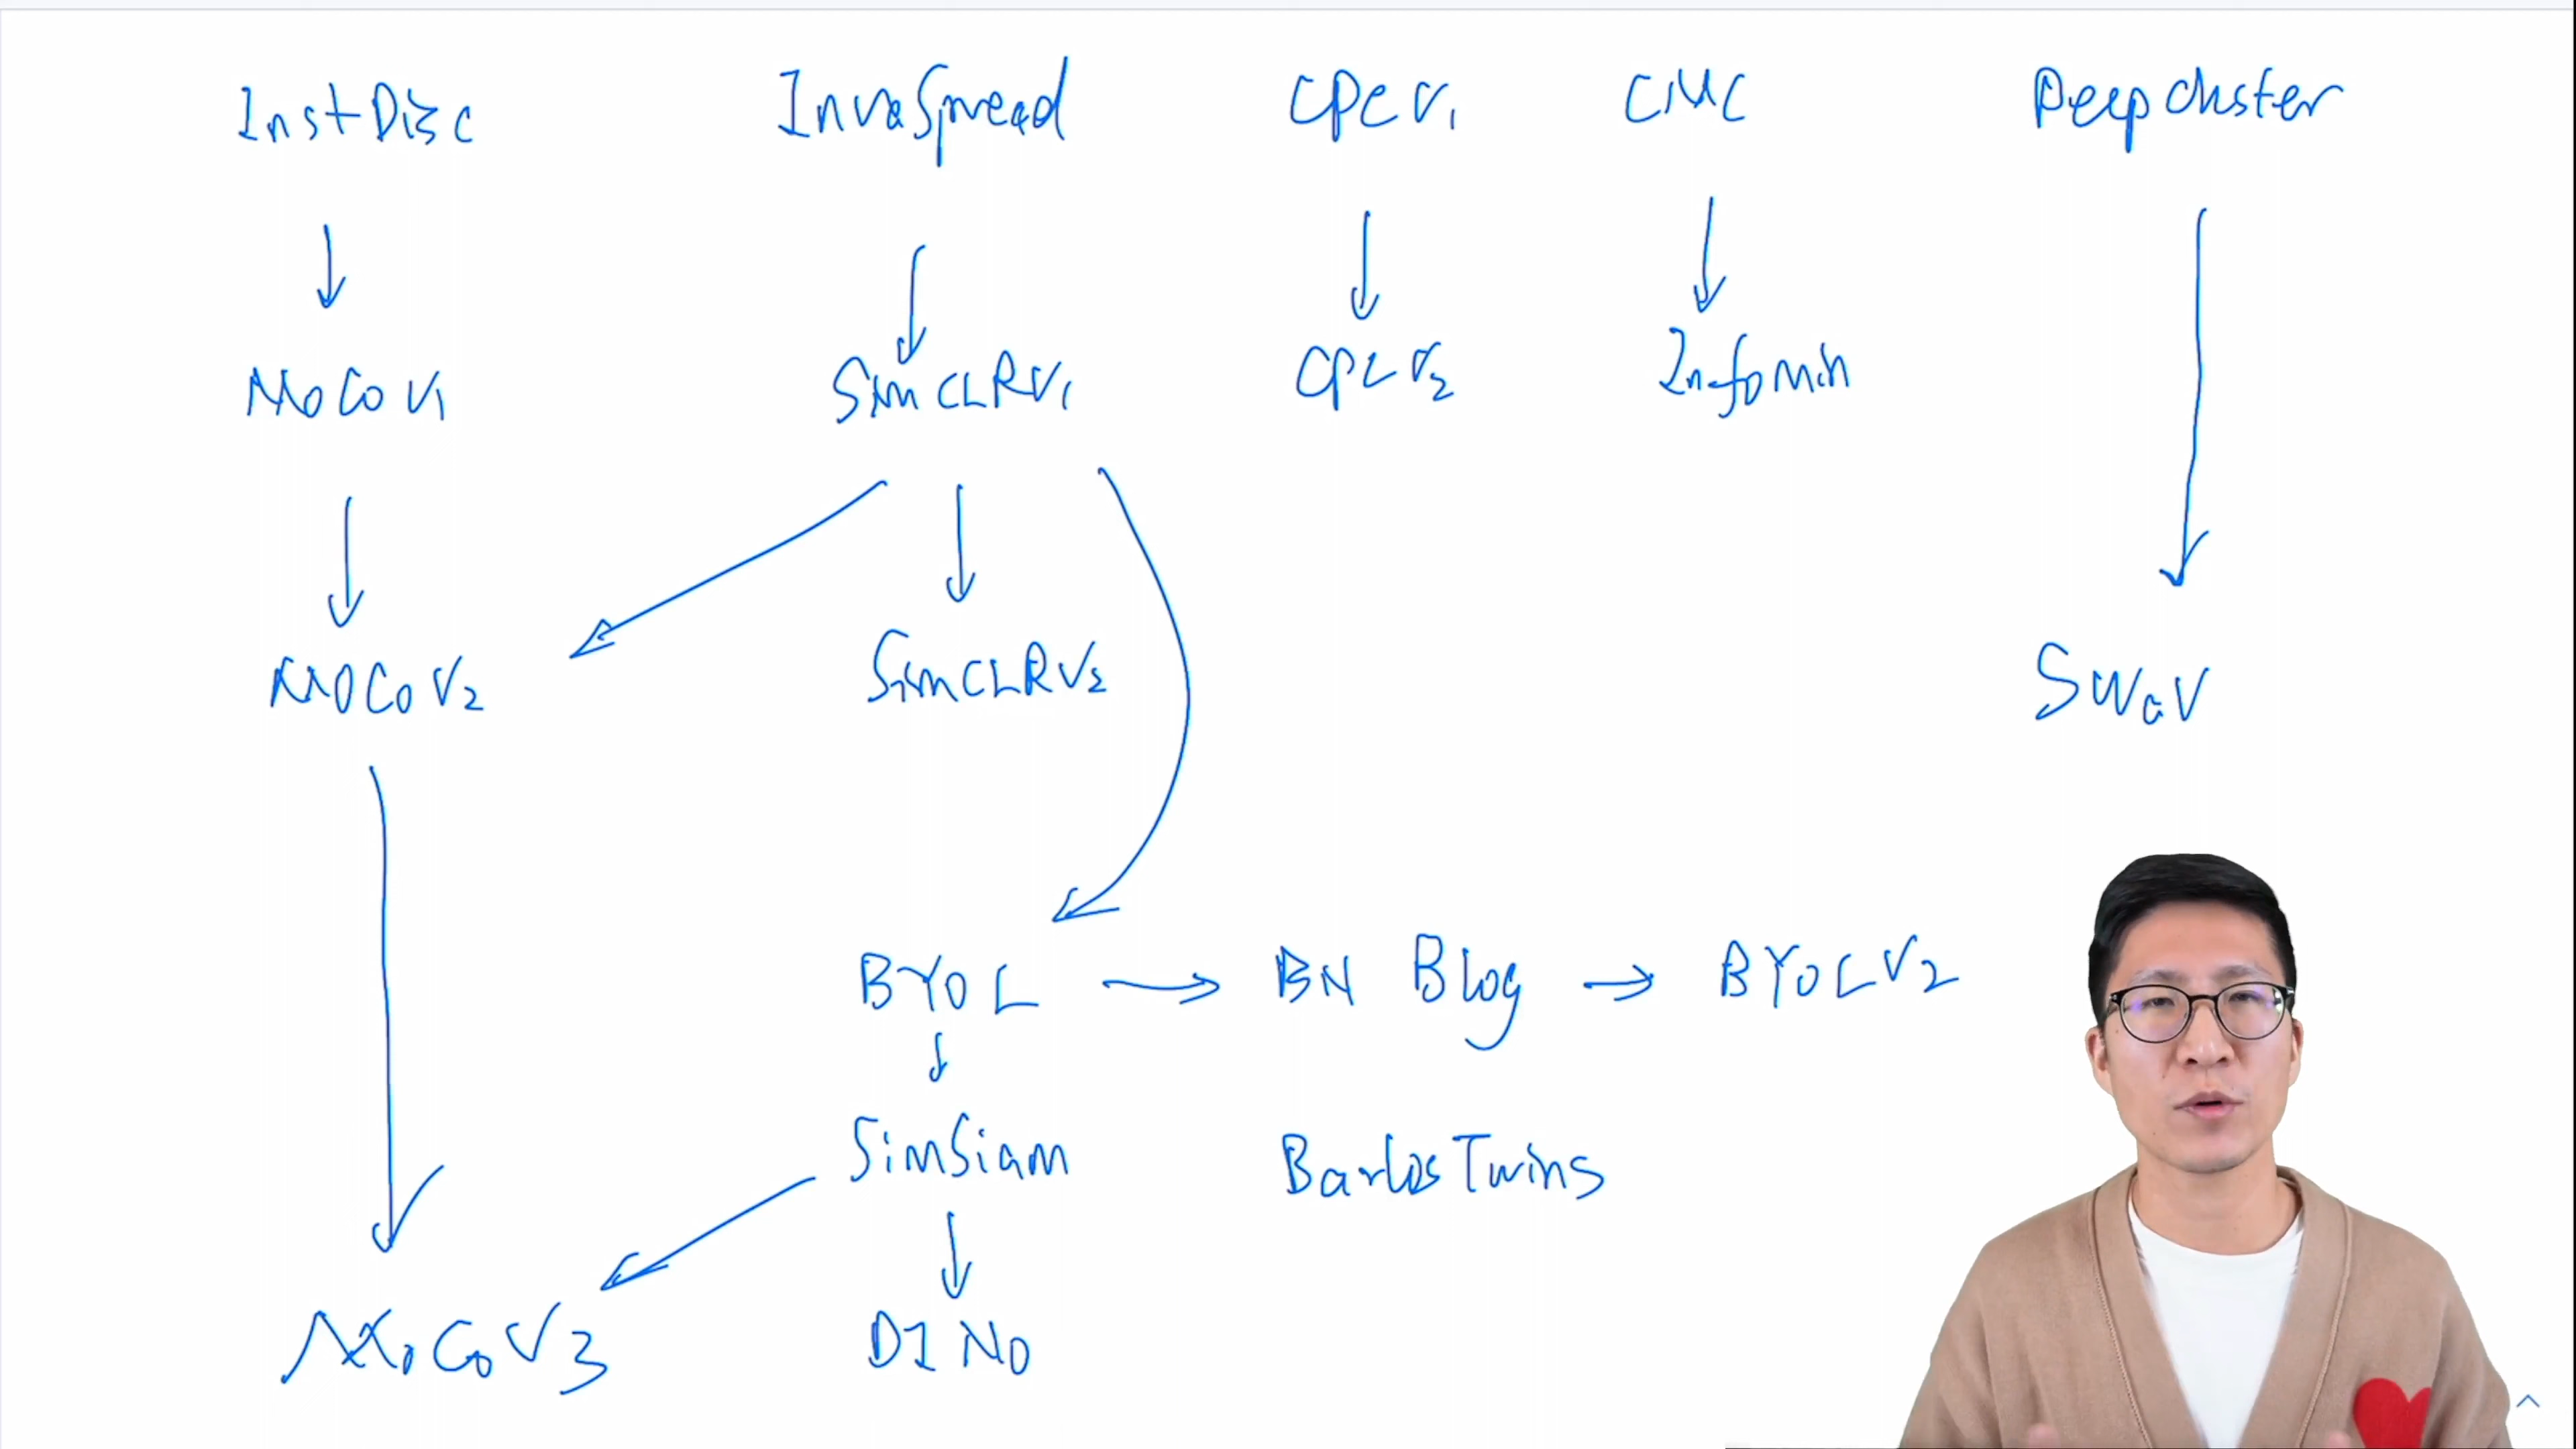 InstDisc InvaSpread CPC V1 CMC Deepcluster
MoCo V1 SimCLR V1 CPC V2 Infomin
MoCo V2 SimCLR V2 SWaV
BYOL BN Blog BYOL V2
SimSiam Barlos Twins
MoCo V3 DINO